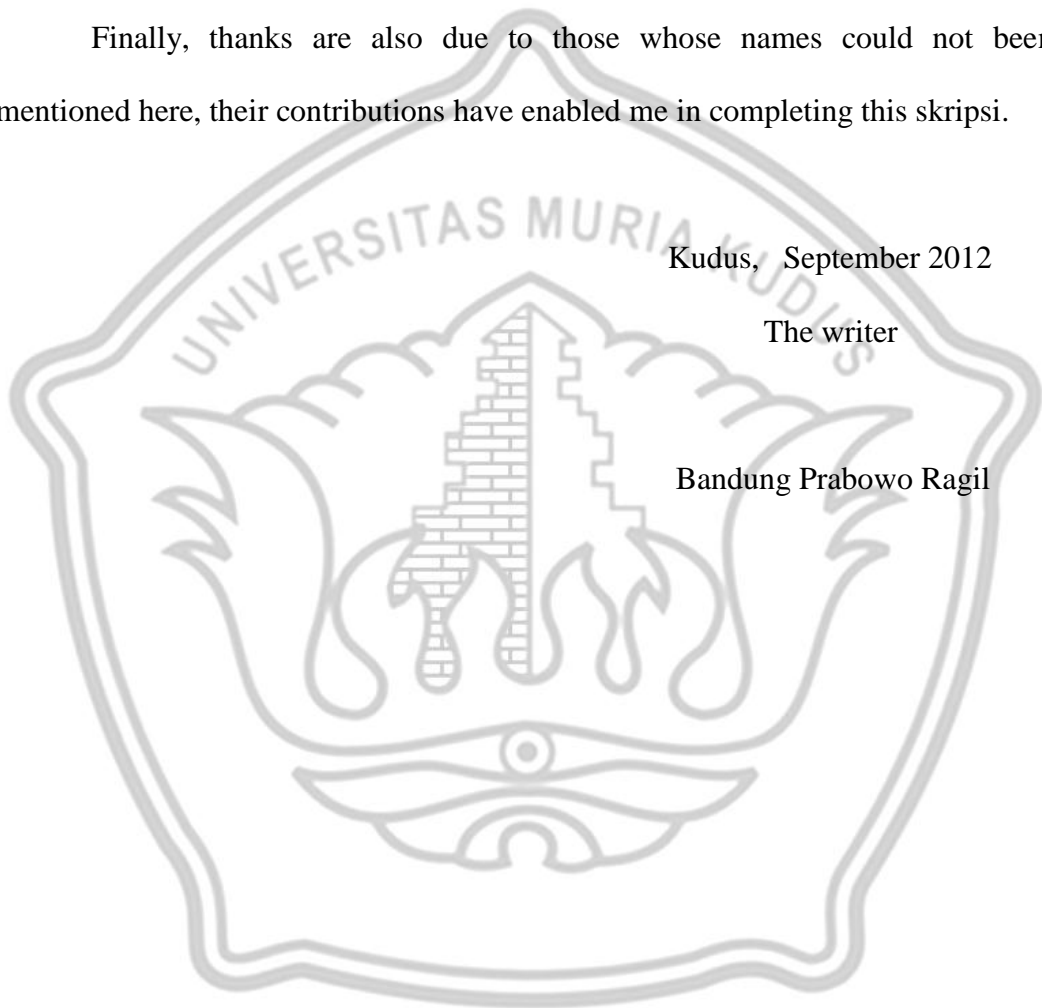 Finally, thanks are also due to those whose names could not been
mentioned here, their contributions have enabled me in completing this skripsi.
UNIVERSITAS MURIA KUDUS
Kudus, September 2012
The writer
Bandung Prabowo Ragil